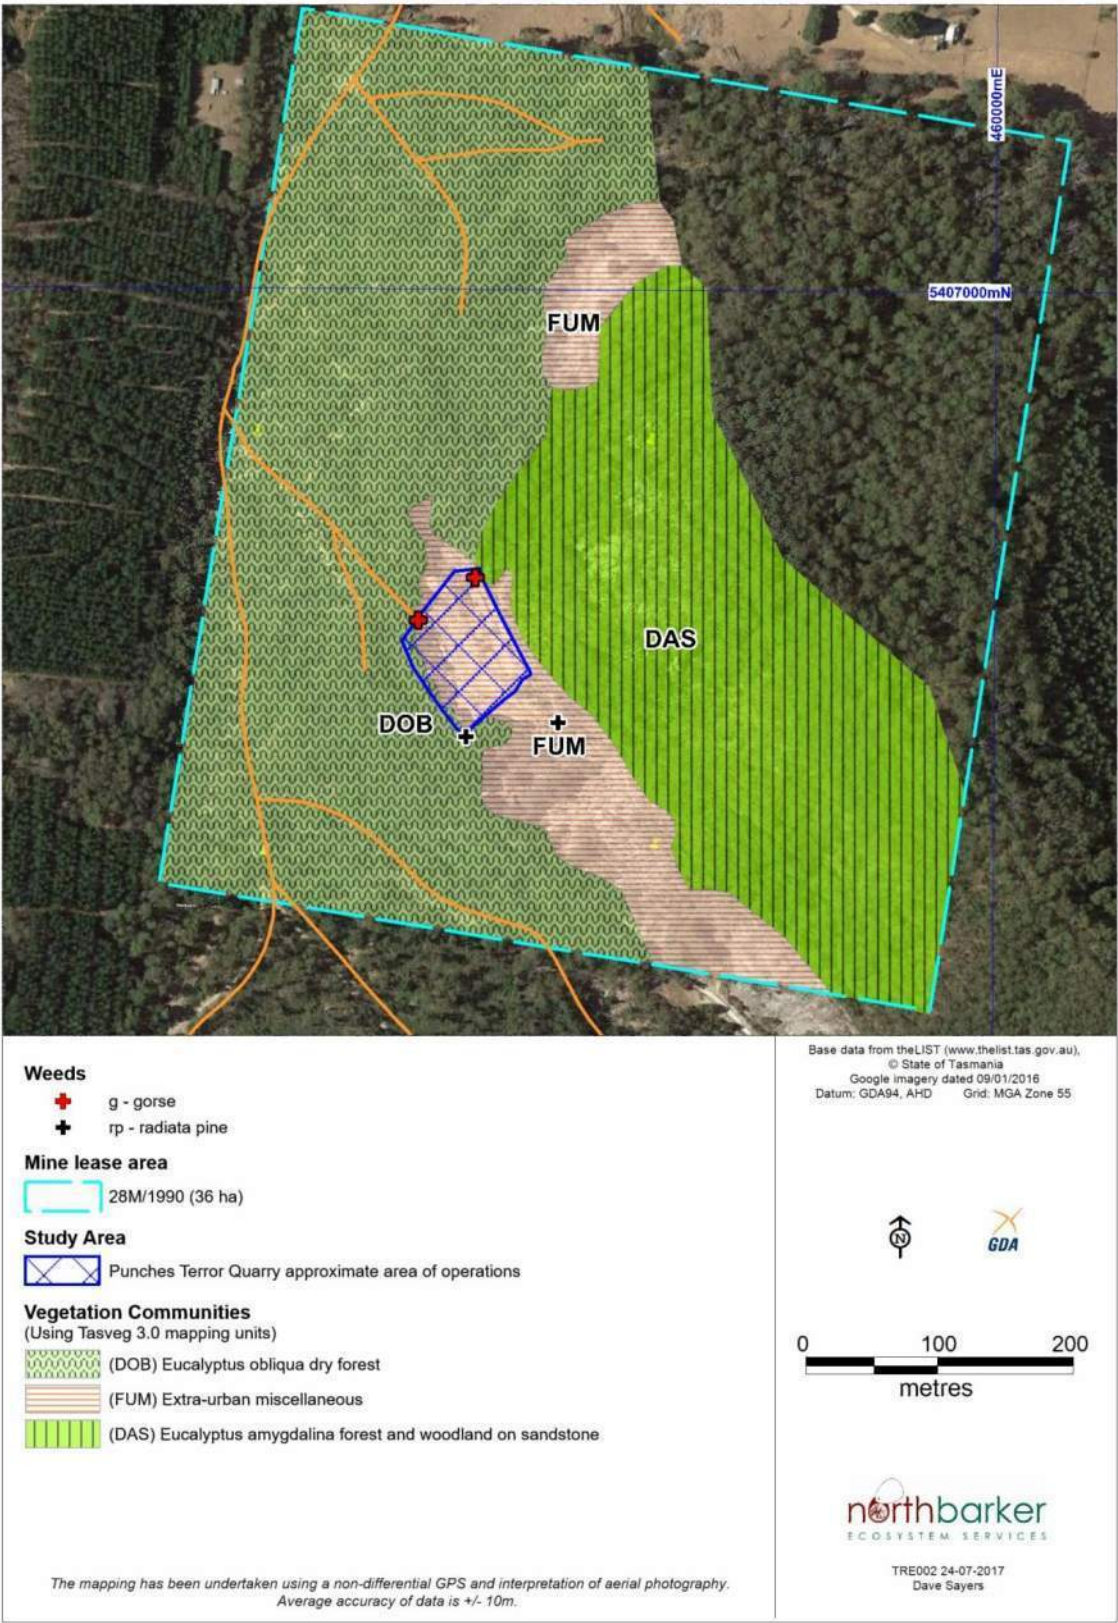 460000mE
5407000mN
FUM
DAS
DOB
FUM
Weeds
g - gorse
rp - radiata pine
Mine lease area
28M/1990 (36 ha)
Study Area
Punches Terror Quarry approximate area of operations
Vegetation Communities
(Using Tasveg 3.0 mapping units)
(DOB) Eucalyptus obliqua dry forest
(FUM) Extra-urban miscellaneous
(DAS) Eucalyptus amygdalina forest and woodland on sandstone
The mapping has been undertaken using a non-differential GPS and interpretation of aerial photography.
Average accuracy of data is +/- 10m.
Base data from theLIST (www.thelist.tas.gov.au),
© State of Tasmania
Google imagery dated 09/01/2016
Datum: GDA94, AHD Grid: MGA Zone 55
N
GDA
0 100 200
metres
northbarker
ECOSYSTEM SERVICES
TRE002 24-07-2017
Dave Sayers